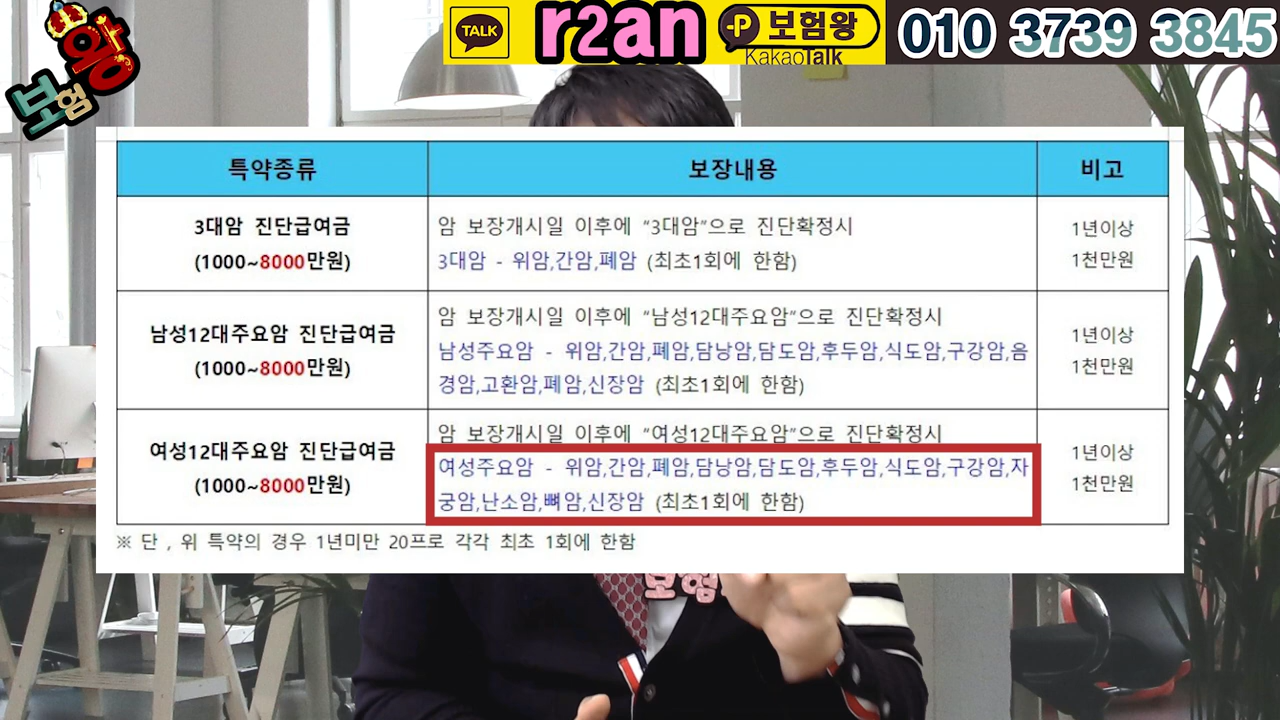 보험왕
TALK
r2an
P 보험왕
KakaoTalk
010 3739 3845
특약종류 보장내용 비고
3대암 진단급여금
(1000~8000만원)
암 보장개시일 이후에 “3대암”으로 진단확정시
3대암 - 위암,간암,폐암 (최초1회에 한함)
1년이상
1천만원
남성12대주요암 진단급여금
(1000~8000만원)
암 보장개시일 이후에 “남성12대주요암”으로 진단확정시
남성주요암 - 위암,간암,폐암,담낭암,담도암,후두암,식도암,구강암,음
경암,고환암,폐암,신장암 (최초1회에 한함)
1년이상
1천만원
여성12대주요암 진단급여금
(1000~8000만원)
암 보장개시일 이후에 “여성12대주요암”으로 진단확정시
여성주요암 - 위암,간암,폐암,담낭암,담도암,후두암,식도암,구강암,자
궁암,난소암,뼈암,신장암 (최초1회에 한함)
1년이상
1천만원
※ 단 , 위 특약의 경우 1년미만 20프로 각각 최초 1회에 한함
보험